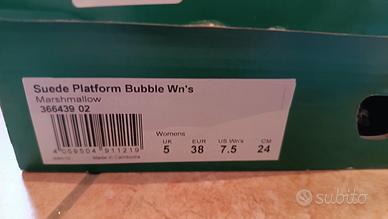 Suede Platform Bubble Wn's
Marshmallow
366439 02
Womens
UK EUR US Wn's CM
5 38 7.5 24
4 059504 911219
Made in Cambodia
subito